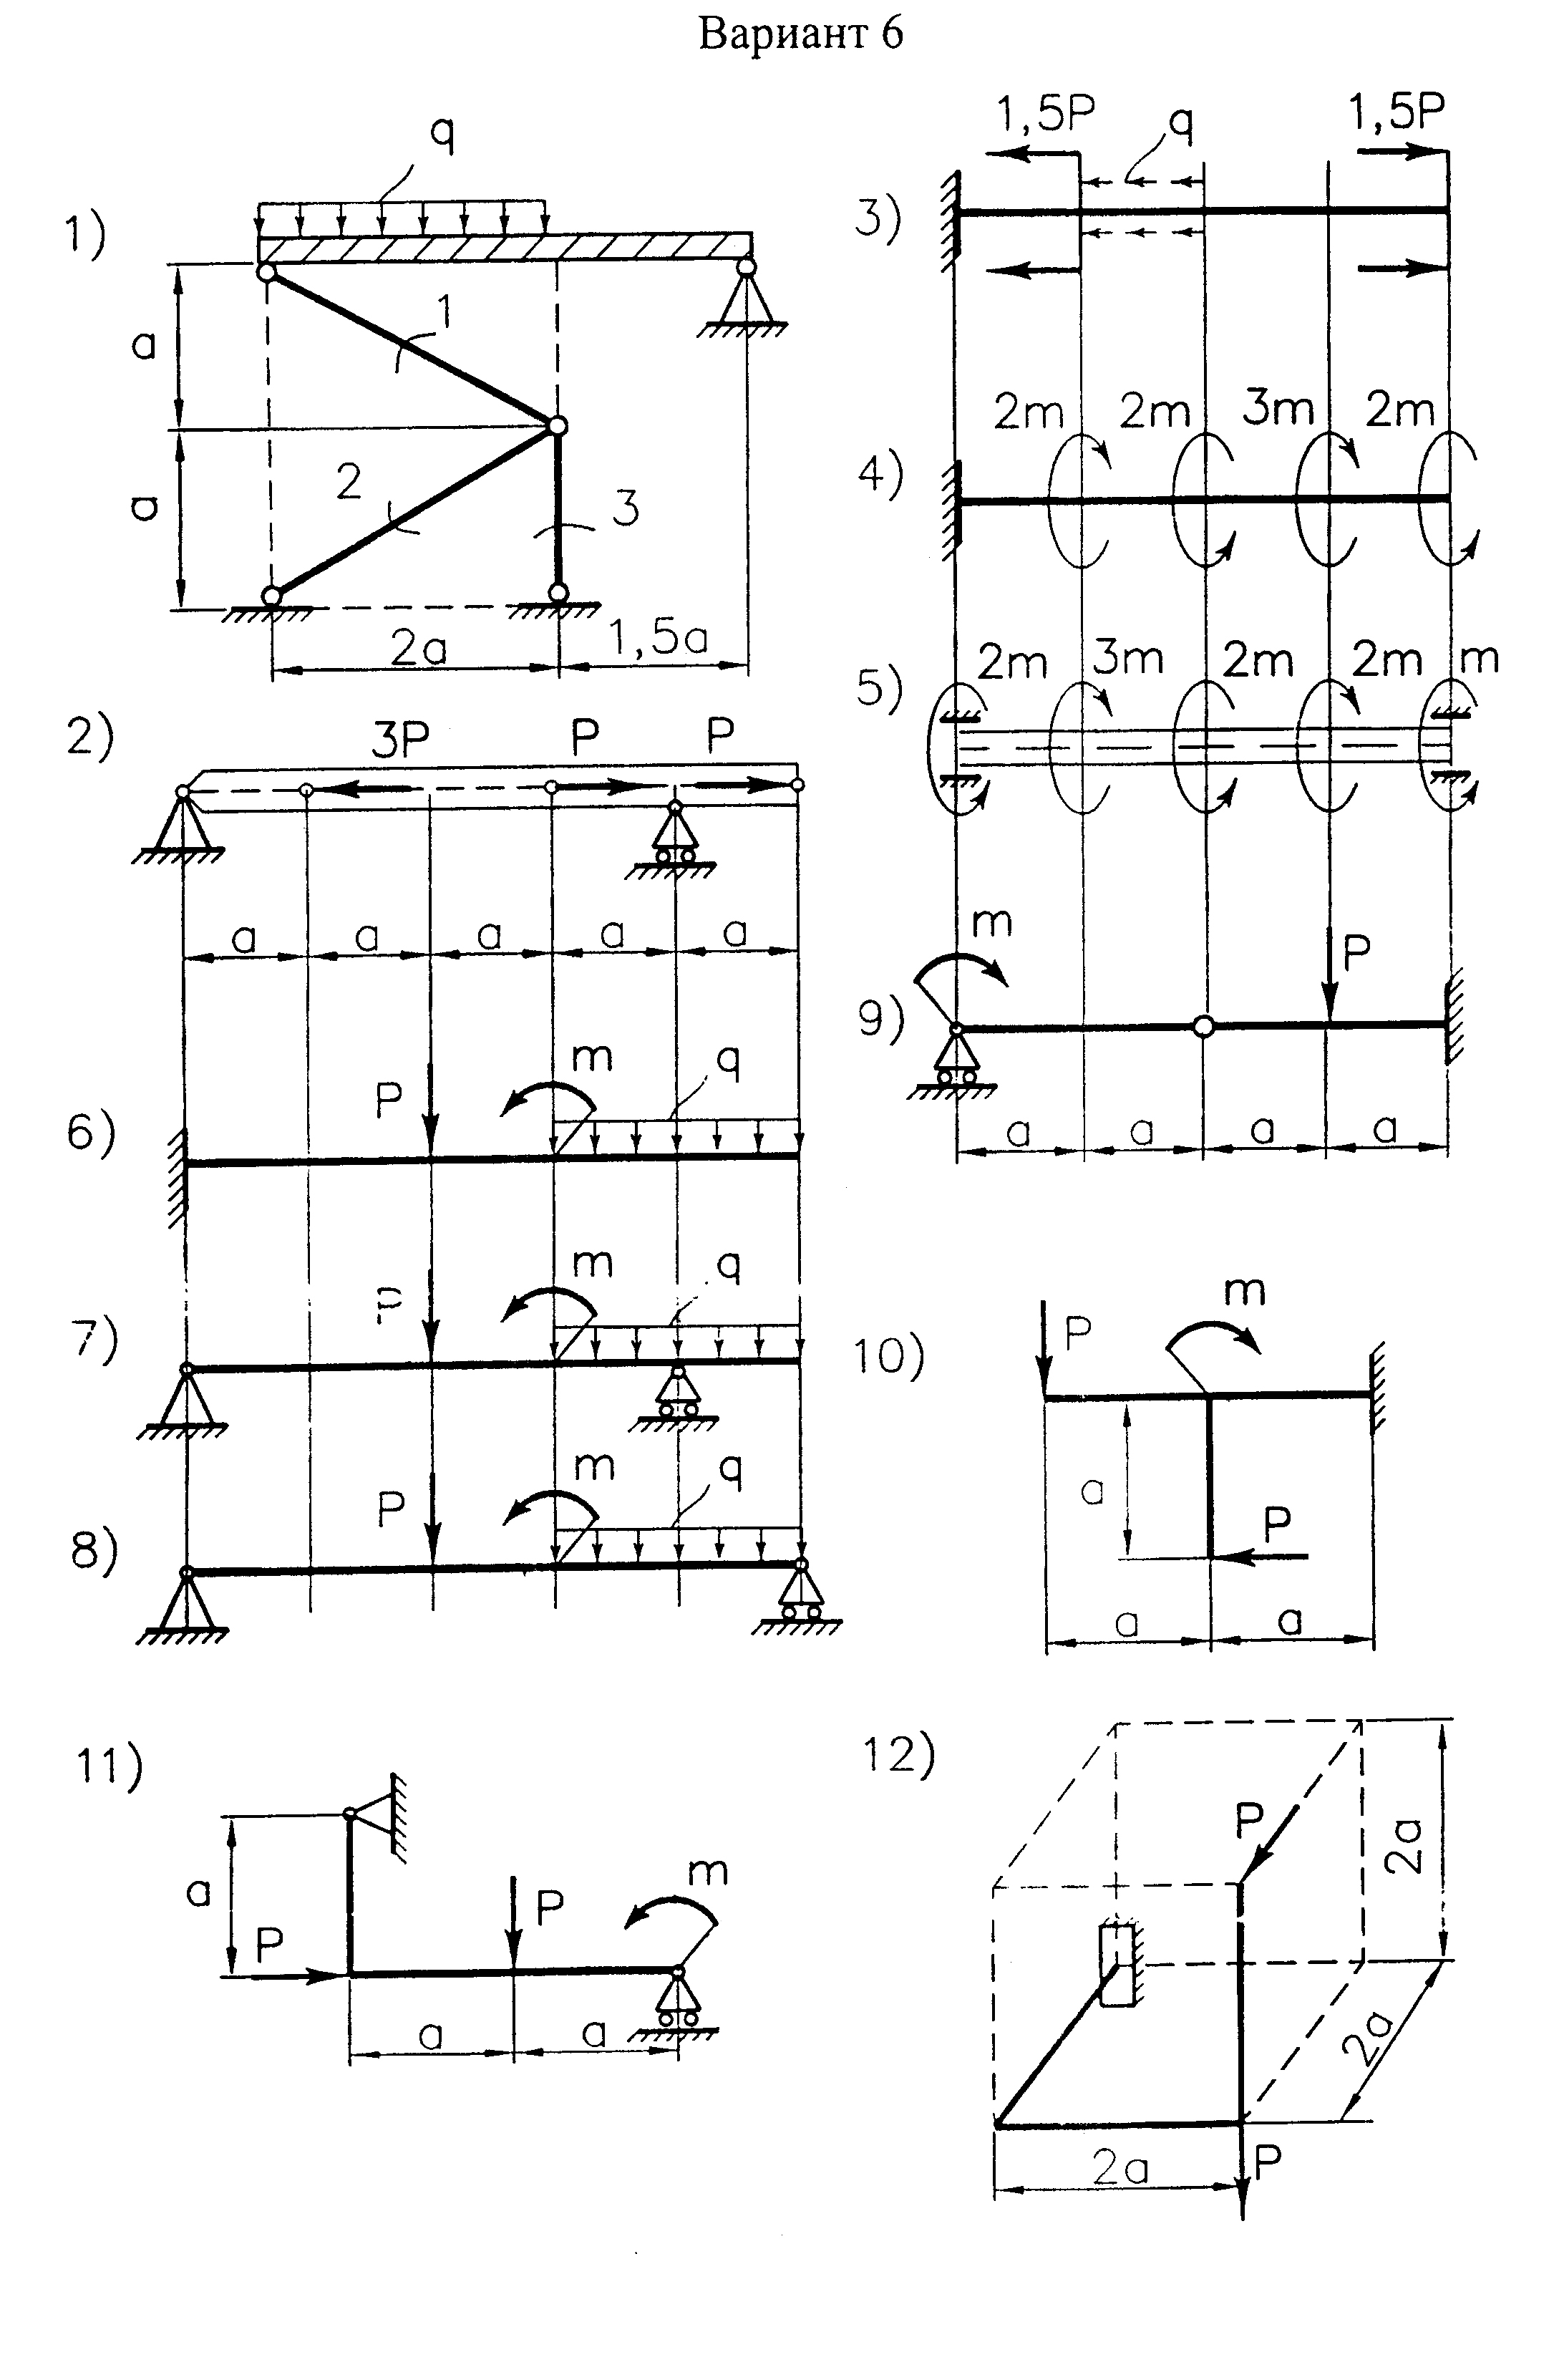 Вариант 6
1)
q
a
a
1
2
3
2a
1,5a
2)
3P
P
P
a
a
a
a
a
6)
P
m
q
7)
P
m
q
8)
P
m
q
3)
1,5P
q
1,5P
4)
2m
2m
3m
2m
5)
2m
3m
2m
2m
m
9)
m
P
a
a
a
a
10)
P
m
a
P
a
a
11)
a
P
P
m
a
a
12)
P
2a
2a
2a
P